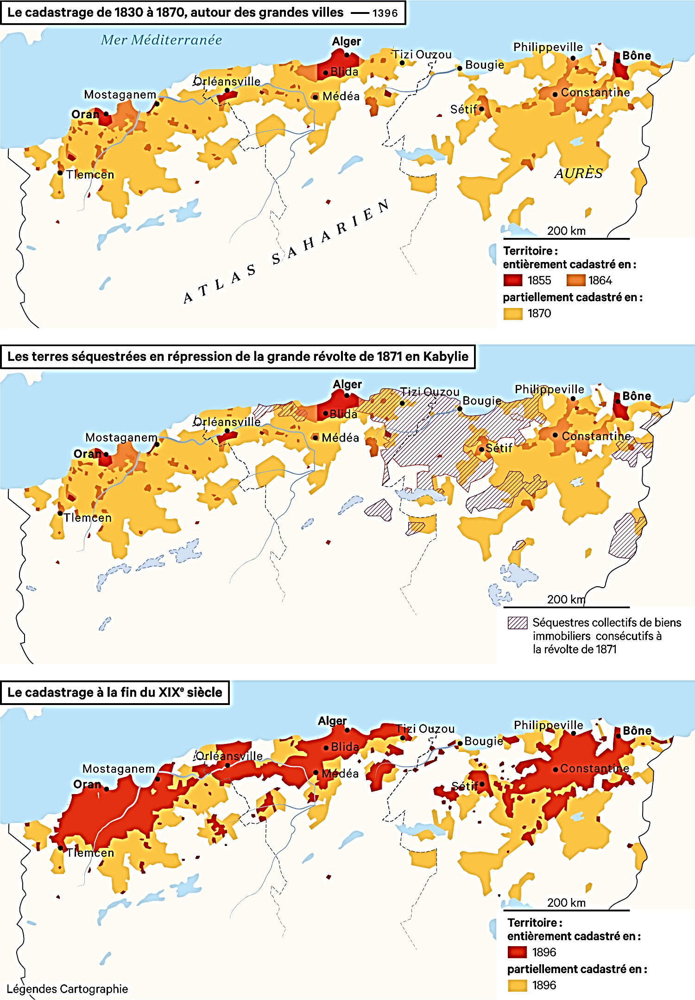 Le cadastrage de 1830 à 1870, autour des grandes villes — 1396
Mer Méditerranée
Alger
Tizi Ouzou
Philippeville
Bône
Bougie
Blida
Orléansville
Mostaganem
Médéa
Constantine
Sétif
Oran
Tlemcen
AURÈS
ATLAS SAHARIEN
200 km
Territoire :
entièrement cadastré en :
1855 1864
partiellement cadastré en :
1870
Les terres séquestrées en répression de la grande révolte de 1871 en Kabylie
Alger
Tizi Ouzou
Philippeville
Bône
Bougie
Blida
Orléansville
Mostaganem
Médéa
Constantine
Sétif
Oran
Tlemcen
200 km
Séquestres collectifs de biens
immobiliers consécutifs à
la révolte de 1871
Le cadastrage à la fin du XIXe siècle
Alger
Tizi Ouzou
Philippeville
Bône
Bougie
Blida
Orléansville
Mostaganem
Médéa
Constantine
Sétif
Oran
Tlemcen
200 km
Territoire :
entièrement cadastré en :
1896
partiellement cadastré en :
1896
Légendes Cartographie